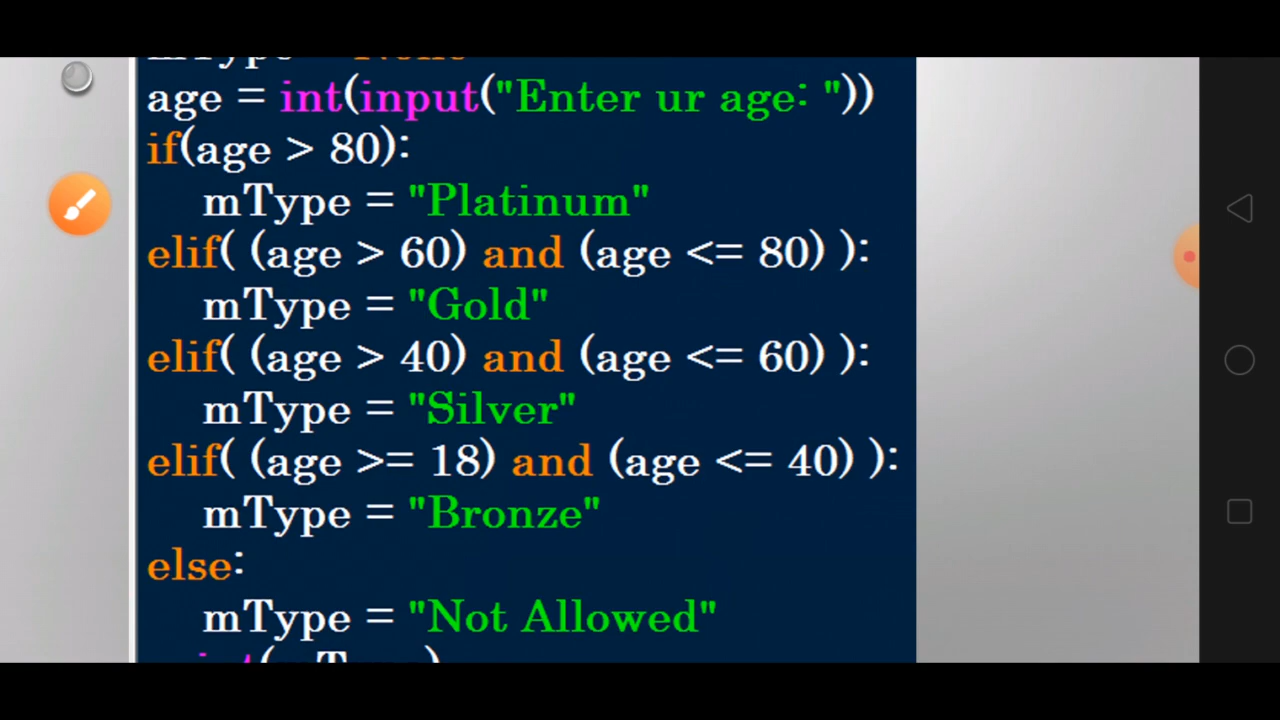 mType = None
age = int(input("Enter ur age: "))
if(age > 80):
mType = "Platinum"
elif( (age > 60) and (age <= 80) ):
mType = "Gold"
elif( (age > 40) and (age <= 60) ):
mType = "Silver"
elif( (age >= 18) and (age <= 40) ):
mType = "Bronze"
else:
mType = "Not Allowed"